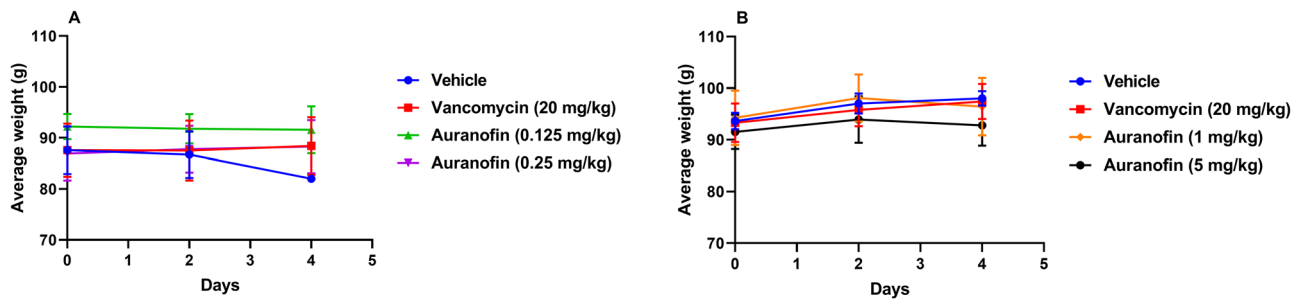 A
Average weight (g)
110
100
90
80
70
0
1
2
3
4
5
Days
Vehicle
Vancomycin (20 mg/kg)
Auranofin (0.125 mg/kg)
Auranofin (0.25 mg/kg)
B
Average weight (g)
110
100
90
80
70
0
1
2
3
4
5
Days
Vehicle
Vancomycin (20 mg/kg)
Auranofin (1 mg/kg)
Auranofin (5 mg/kg)